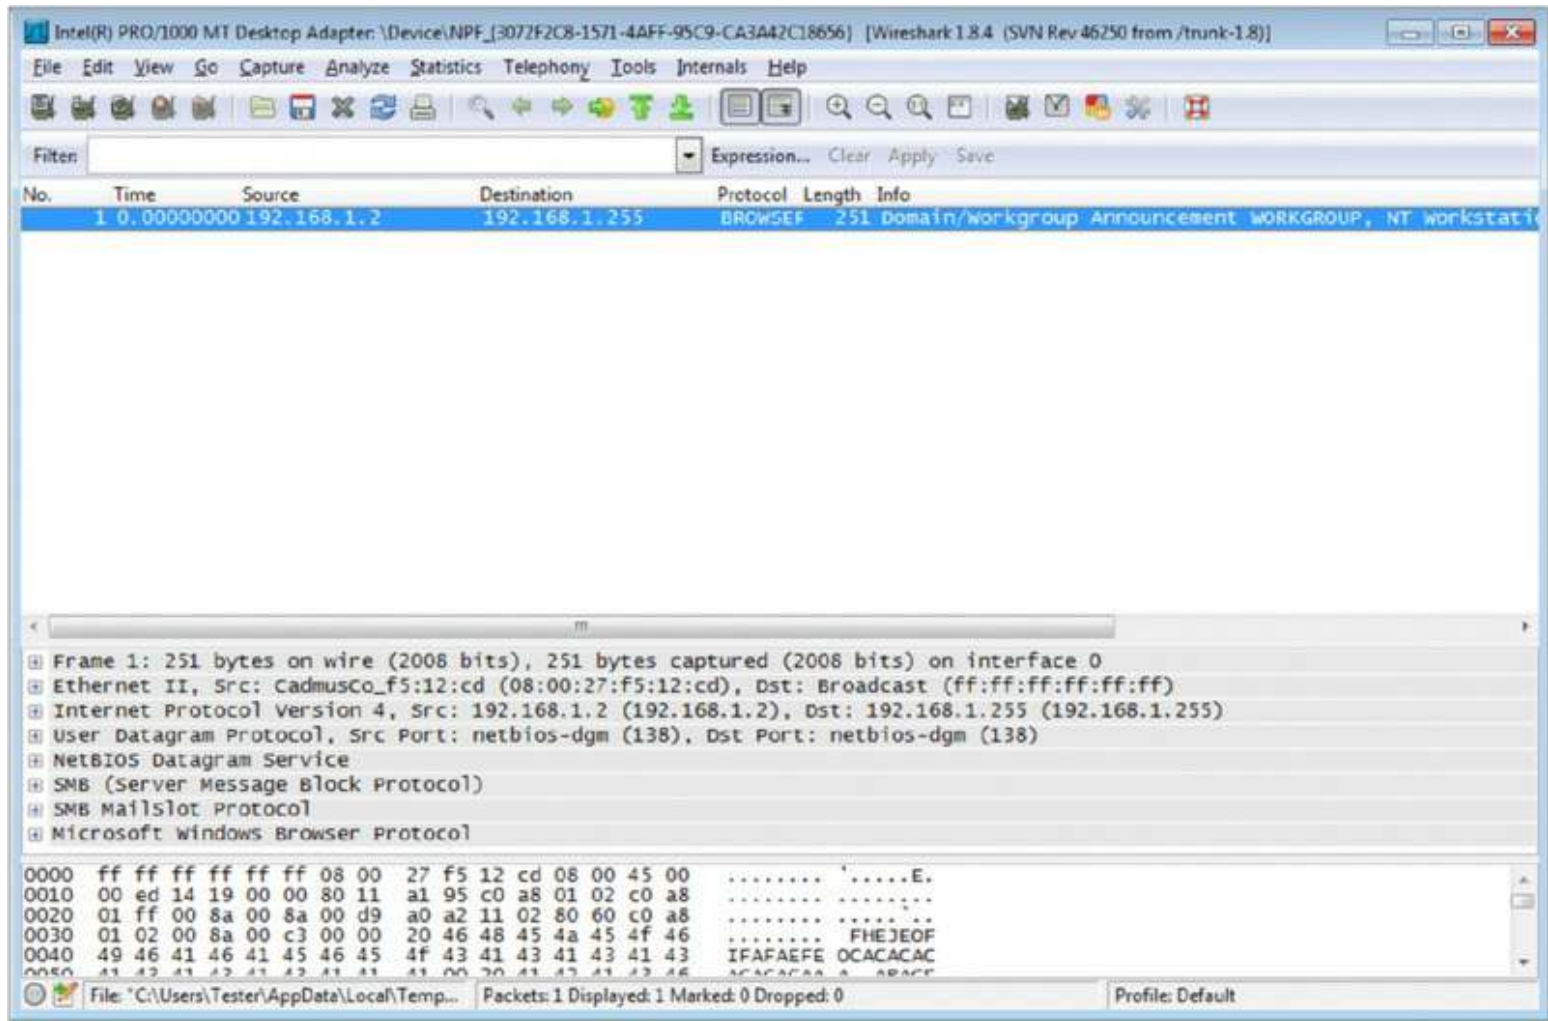 Intel(R) PRO/1000 MT Desktop Adapter: \Device\NPF_{3072F2C8-1571-4AFF-95C9-CA3A42C18656} [Wireshark 1.8.4 (SVN Rev 46250 from /trunk-1.8)]
File Edit View Go Capture Analyze Statistics Telephony Tools Internals Help
Filter: Expression... Clear Apply Save
No. Time Source Destination Protocol Length Info
1 0.00000000 192.168.1.2 192.168.1.255 BROWSER 251 Domain/Workgroup Announcement WORKGROUP, NT Workstati
Frame 1: 251 bytes on wire (2008 bits), 251 bytes captured (2008 bits) on interface 0
Ethernet II, Src: CadmusCo_f5:12:cd (08:00:27:f5:12:cd), Dst: Broadcast (ff:ff:ff:ff:ff:ff)
Internet Protocol Version 4, Src: 192.168.1.2 (192.168.1.2), Dst: 192.168.1.255 (192.168.1.255)
User Datagram Protocol, Src Port: netbios-dgm (138), Dst Port: netbios-dgm (138)
NetBIOS Datagram Service
SMB (Server Message Block Protocol)
SMB MailSlot Protocol
Microsoft Windows Browser Protocol
0000 ff ff ff ff ff ff 08 00 27 f5 12 cd 08 00 45 00 ........ '.....E.
0010 00 ed 14 19 00 00 80 11 a1 95 c0 a8 01 02 c0 a8 ........ ........
0020 01 ff 00 8a 00 8a 00 d9 a0 a2 11 02 80 60 c0 a8 ........ .....`..
0030 01 02 00 8a 00 c3 00 00 20 46 48 45 4a 45 4f 46 ........ FHEJEOF
0040 49 46 41 46 41 45 46 45 4f 43 41 43 41 43 41 43 IFAFAEFE OCACACAC
0050
File: "C:\Users\Tester\AppData\Local\Temp... Packets: 1 Displayed: 1 Marked: 0 Dropped: 0 Profile: Default